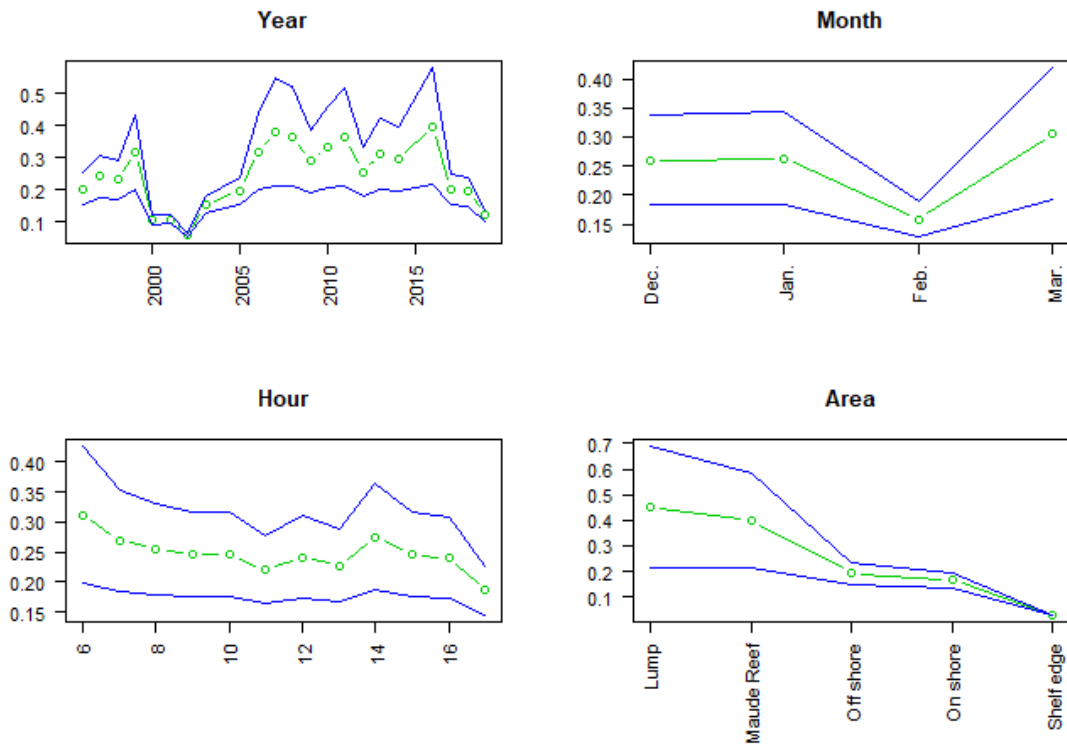 Year
0.5
0.4
0.3
0.2
0.1
2000
2005
2010
2015
Month
0.40
0.35
0.30
0.25
0.20
0.15
Dec.
Jan.
Feb.
Mar.
Hour
0.40
0.35
0.30
0.25
0.20
0.15
6
8
10
12
14
16
Area
0.7
0.6
0.5
0.4
0.3
0.2
0.1
Lump
Maude Reef
Off shore
On shore
Shelf edge